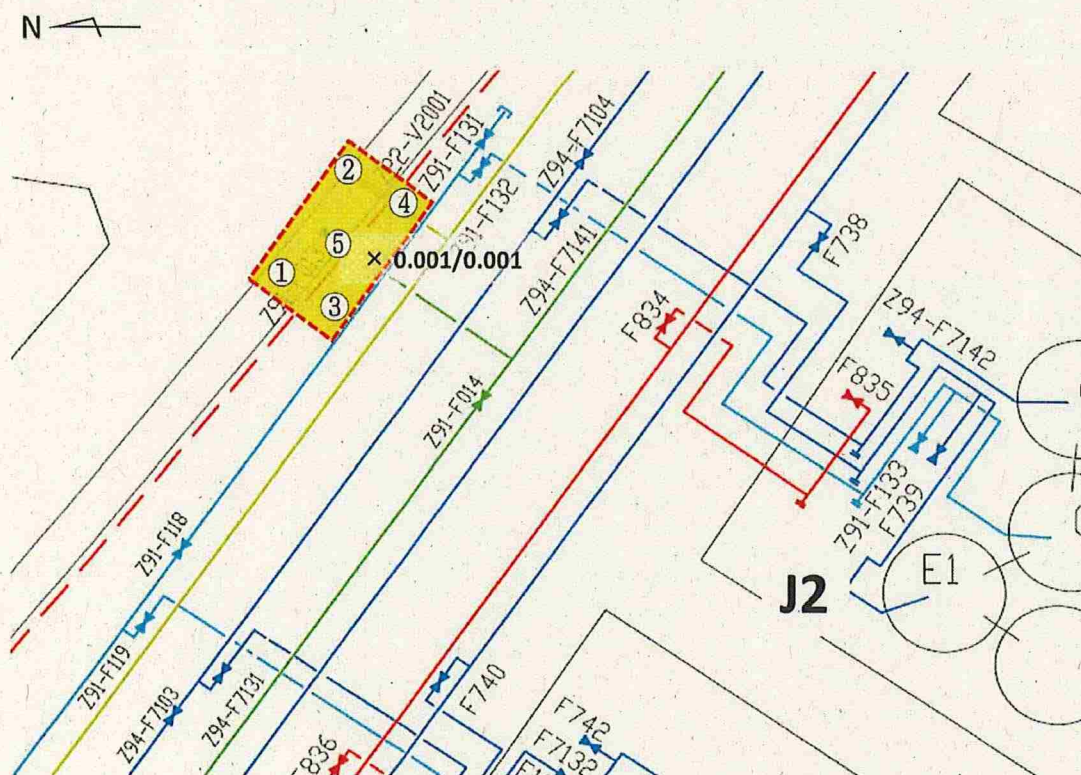 N
P2-V2001
Z91-F131
Z94-F7104
②
④
Z91-F132
⑤
× 0.001/0.001
Z94-F7141
①
③
F738
F834
Z94-F7142
F835
Z91-F014
Z91-F133
F739
Z91-F118
E1
J2
Z91-F119
Z94-F7103
Z94-F7131
F740
F742
F7132
F836